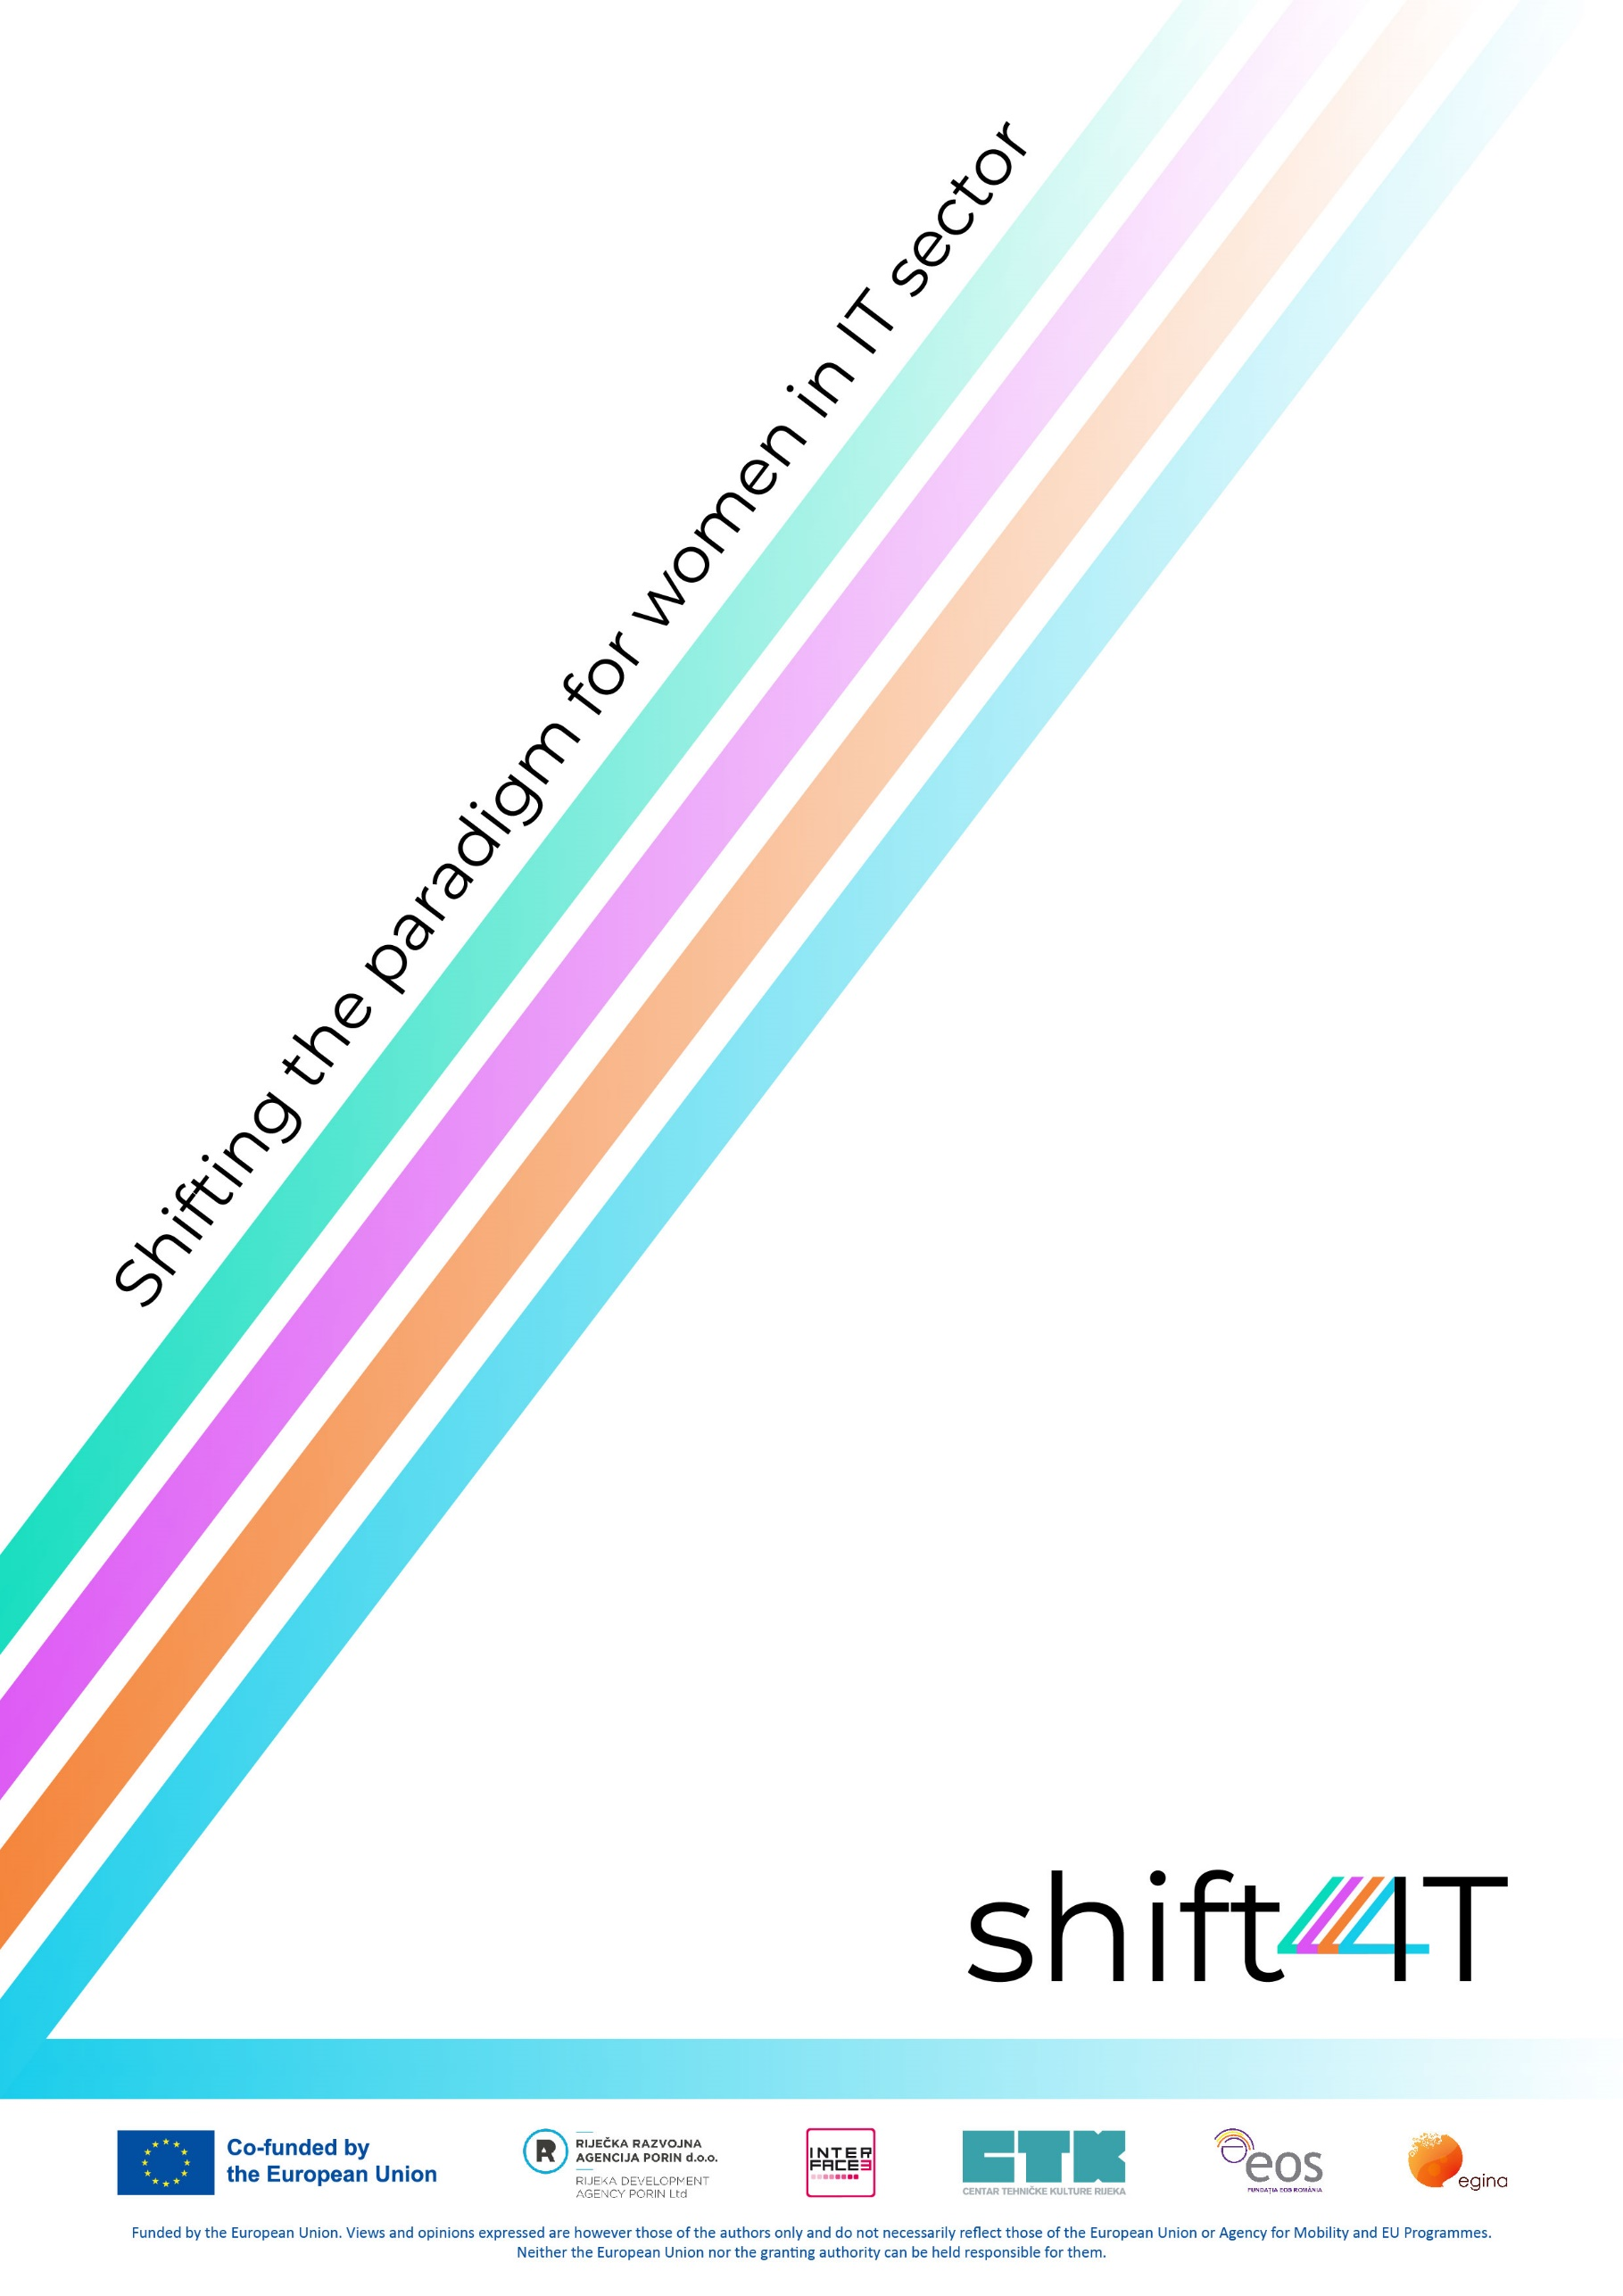 Shifting the paradigm for women in IT sector
shift4IT
Co-funded by
the European Union
R
RIJEČKA RAZVOJNA
AGENCIJA PORIN d.o.o.
RIJEKA DEVELOPMENT
AGENCY PORIN Ltd
INTER
FACE3
CTK
CENTAR TEHNIČKE KULTURE RIJEKA
eos
FUNDAȚIA EOS ROMÂNIA
egina
Funded by the European Union. Views and opinions expressed are however those of the authors only and do not necessarily reflect those of the European Union or Agency for Mobility and EU Programmes.
Neither the European Union nor the granting authority can be held responsible for them.